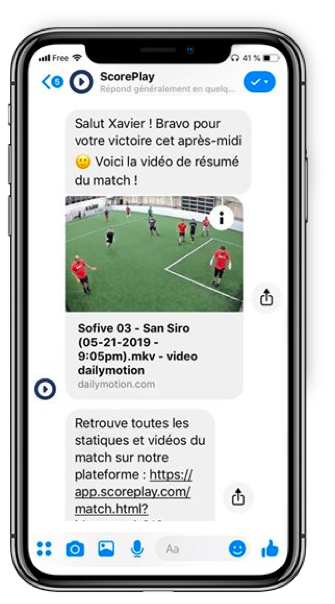 Free 41 %
6 ScorePlay
Répond généralement en quelq...
Salut Xavier ! Bravo pour
votre victoire cet après-midi
🙂 Voici la vidéo de résumé
du match !
Sofive 03 - San Siro
(05-21-2019 -
9:05pm).mkv - video
dailymotion
dailymotion.com
Retrouve toutes les
statiques et vidéos du
match sur notre
plateforme : https://
app.scoreplay.com/
match.html?
Aa